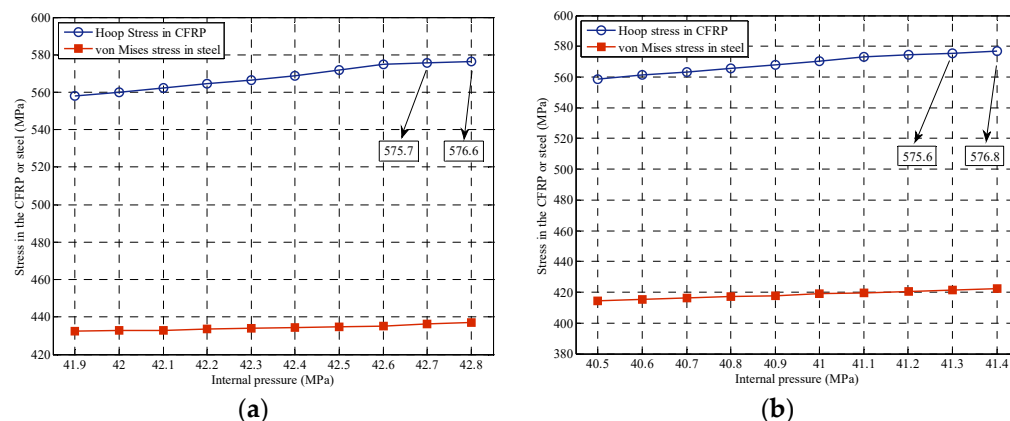 600
Hoop Stress in CFRP
von Mises stress in steel
580
560
540
520
500
480
460
440
420
575.7
576.6
Stress in the CFRP or steel (MPa)
41.9 42 42.1 42.2 42.3 42.4 42.5 42.6 42.7 42.8
Internal pressure (MPa)
(a)
600
Hoop stress in CFRP
von Mises stress in steel
580
560
540
520
500
480
460
440
420
400
380
575.6
576.8
Stress in the CFRP or steel (MPa)
40.5 40.6 40.7 40.8 40.9 41 41.1 41.2 41.3 41.4
Internal pressure (MPa)
(b)